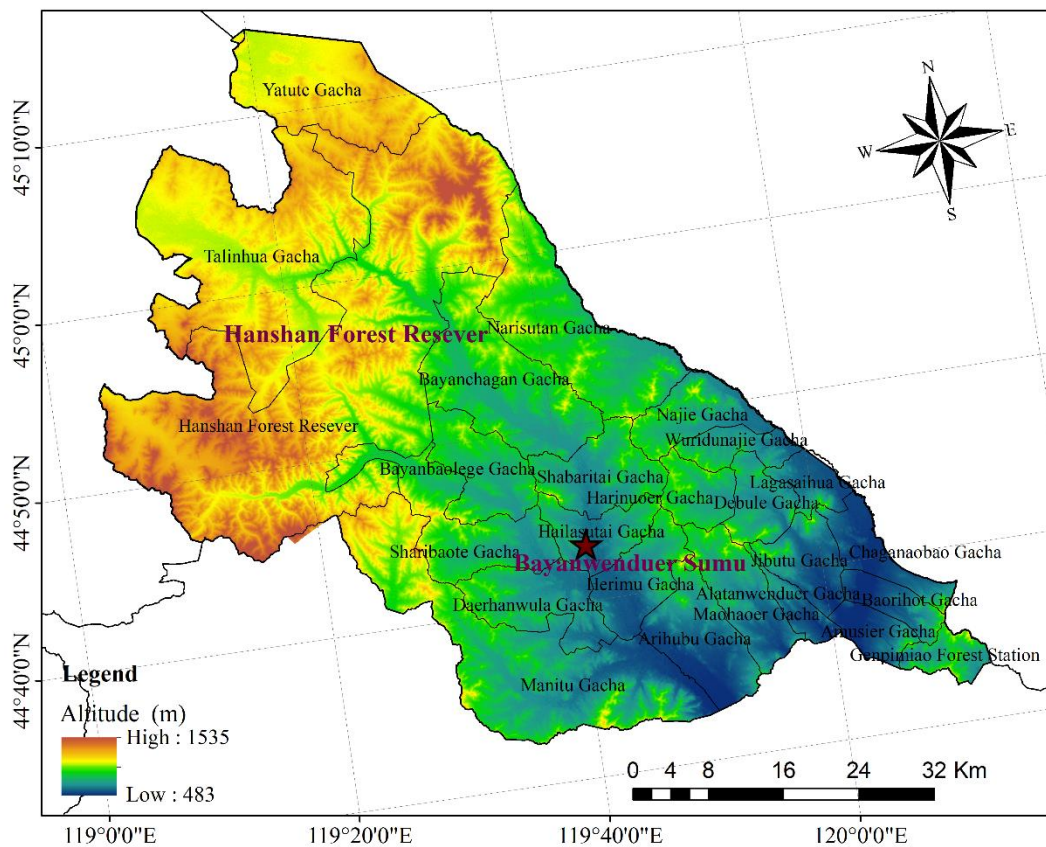 N
W
E
S
Yatute Gacha
Talinhua Gacha
Hanshan Forest Resever
Narisutan Gacha
Bayanchagan Gacha
Najie Gacha
Hanshan Forest Resever
Wuridunajie Gacha
Bayanbaolege Gacha
Shabaritai Gacha
Lagasaihua Gacha
Harinuoer Gacha
Debule Gacha
Hailasutai Gacha
Sharibaote Gacha
Bayanwenduer Sumu
Jibutu Gacha
Chaganaobao Gacha
Herimu Gacha
Alatanwenduer Gacha
Baorihot Gacha
Daerhanwula Gacha
Maohaoer Gacha
Arihubu Gacha
Amusier Gacha
Genpimiao Forest Station
Manitu Gacha
Legend
Altitude (m)
High : 1535
Low : 483
0 4 8 16 24 32 Km
45°10'0"N
45°0'0"N
44°50'0"N
44°40'0"N
119°0'0"E
119°20'0"E
119°40'0"E
120°0'0"E